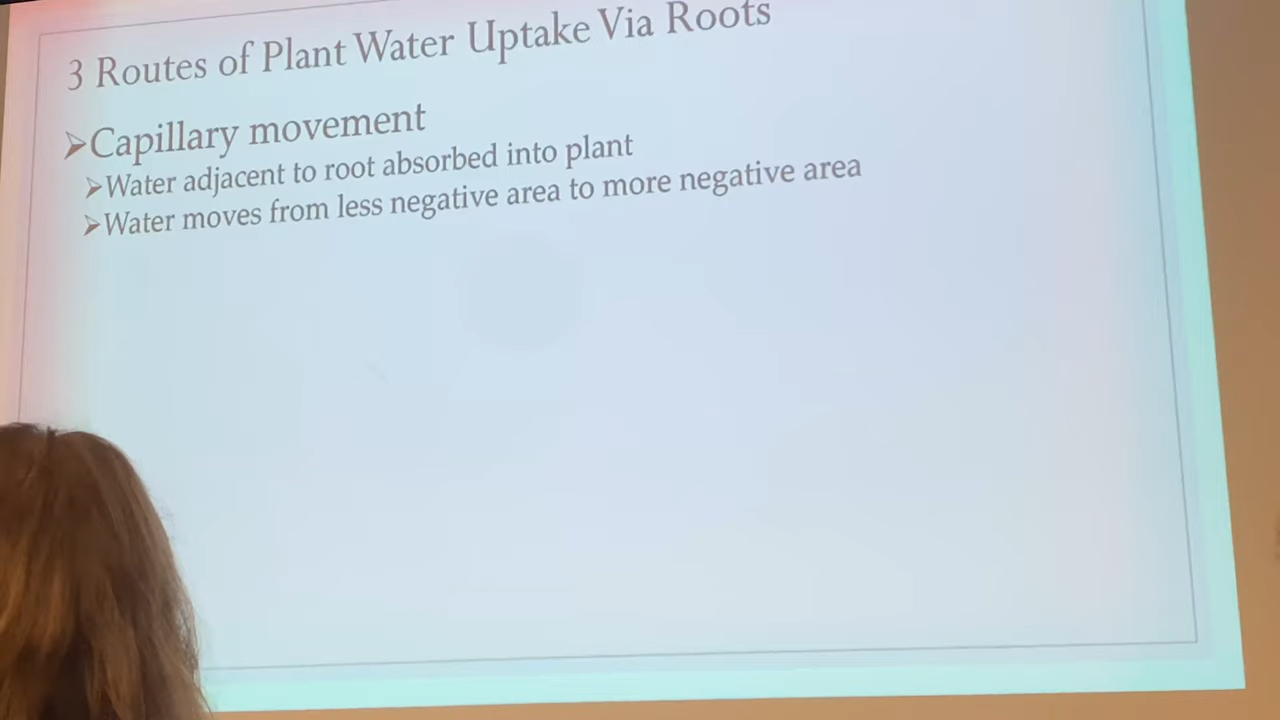 3 Routes of Plant Water Uptake Via Roots
➢Capillary movement
➢Water adjacent to root absorbed into plant
➢Water moves from less negative area to more negative area